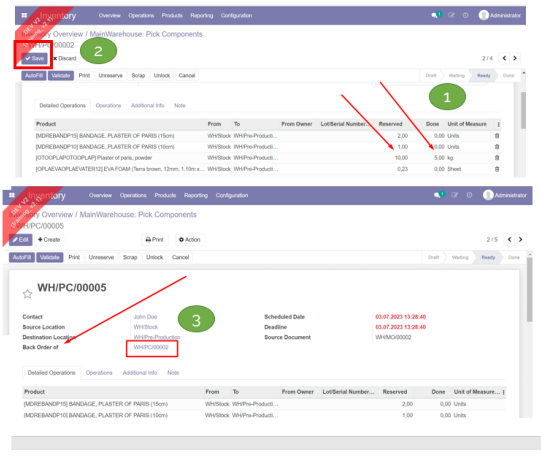 DEV V2
(Training_v2.1)
Inventory Overview Operations Products Reporting Configuration Administrator
Overview / MainWarehouse: Pick Components
WH/PC/00002
Save Discard 2 2 / 4
AutoFill Validate Print Unreserve Scrap Unlock Cancel Draft Waiting Ready Done
1
Detailed Operations Operations Additional Info Note
Product From To From Owner Lot/Serial Number... Reserved Done Unit of Measure
[MDREBANDP15] BANDAGE, PLASTER OF PARIS (15cm) WH/Stock WH/Pre-Producti... 2,00 0,00 Units
[MDREBANDP10] BANDAGE, PLASTER OF PARIS (10cm) WH/Stock WH/Pre-Producti... 1,00 0,00 Units
[OTOOPLAPOTOOPLAP] Plaster of paris, powder WH/Stock WH/Pre-Producti... 10,00 5,00 kg
[OPLAEVAOPLAEVATER12] EVA FOAM (Terra brown, 12mm, 1.10m x... WH/Stock WH/Pre-Producti... 0,23 0,00 Sheet
DEV V2
Inventory Overview Operations Products Reporting Configuration Administrator
Inventory Overview / MainWarehouse: Pick Components
WH/PC/00005
Edit Create Print Action 2 / 5
AutoFill Validate Print Unreserve Scrap Unlock Cancel Draft Waiting Ready Done
WH/PC/00005
Contact John Doe Scheduled Date 03.07.2023 13:28:40
Source Location WH/Stock 3 Deadline 03.07.2023 13:28:40
Destination Location WH/Pre-Production Source Document WH/MO/00002
Back Order of WH/PC/00002
Detailed Operations Operations Additional Info Note
Product From To From Owner Lot/Serial Number... Reserved Done Unit of Measure...
[MDREBANDP15] BANDAGE, PLASTER OF PARIS (15cm) WH/Stock WH/Pre-Producti... 2,00 0,00 Units
[MDREBANDP10] BANDAGE, PLASTER OF PARIS (10cm) WH/Stock WH/Pre-Producti... 1,00 0,00 Units